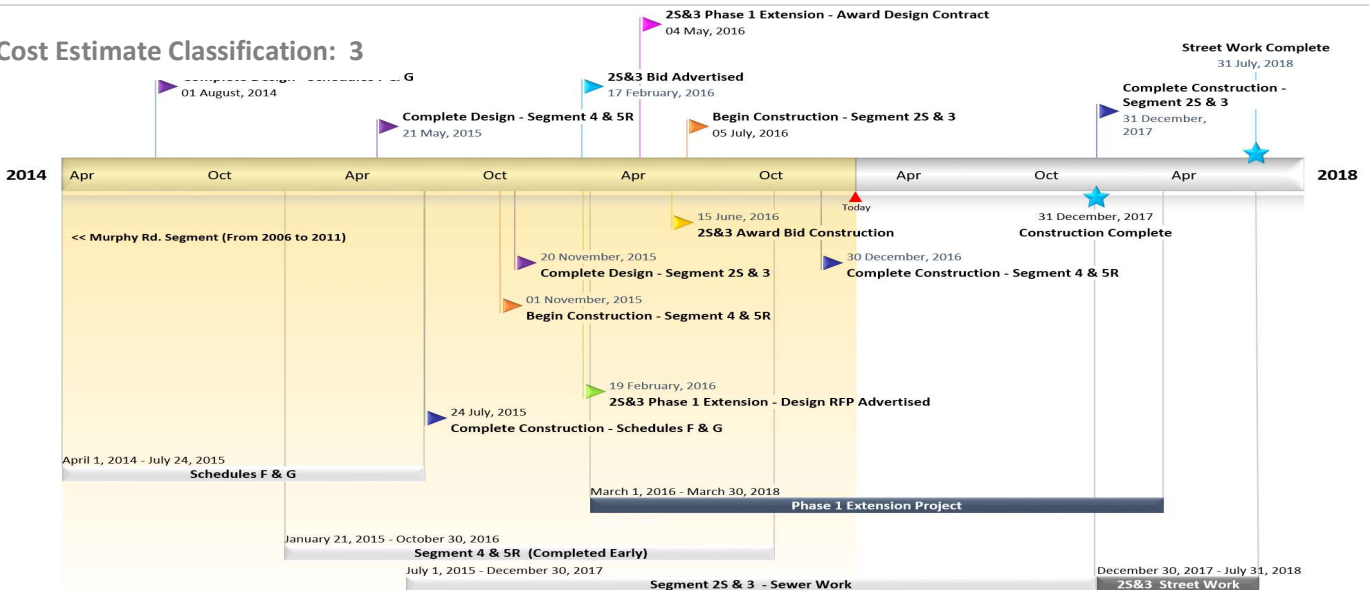 2S&3 Phase 1 Extension - Award Design Contract
04 May, 2016
Cost Estimate Classification: 3
Street Work Complete
31 July, 2018
01 August, 2014
2S&3 Bid Advertised
17 February, 2016
Complete Construction -
Segment 2S & 3
31 December,
2017
Complete Design - Segment 4 & 5R
21 May, 2015
Begin Construction - Segment 2S & 3
05 July, 2016
2014 Apr Oct Apr Oct Apr Oct Apr Oct Apr 2018
Today
<< Murphy Rd. Segment (From 2006 to 2011)
15 June, 2016
2S&3 Award Bid Construction
31 December, 2017
Construction Complete
20 November, 2015
Complete Design - Segment 2S & 3
30 December, 2016
Complete Construction - Segment 4 & 5R
01 November, 2015
Begin Construction - Segment 4 & 5R
19 February, 2016
2S&3 Phase 1 Extension - Design RFP Advertised
24 July, 2015
Complete Construction - Schedules F & G
April 1, 2014 - July 24, 2015
Schedules F & G
March 1, 2016 - March 30, 2018
Phase 1 Extension Project
January 21, 2015 - October 30, 2016
Segment 4 & 5R (Completed Early)
July 1, 2015 - December 30, 2017
Segment 2S & 3 - Sewer Work
December 30, 2017 - July 31, 2018
2S&3 Street Work